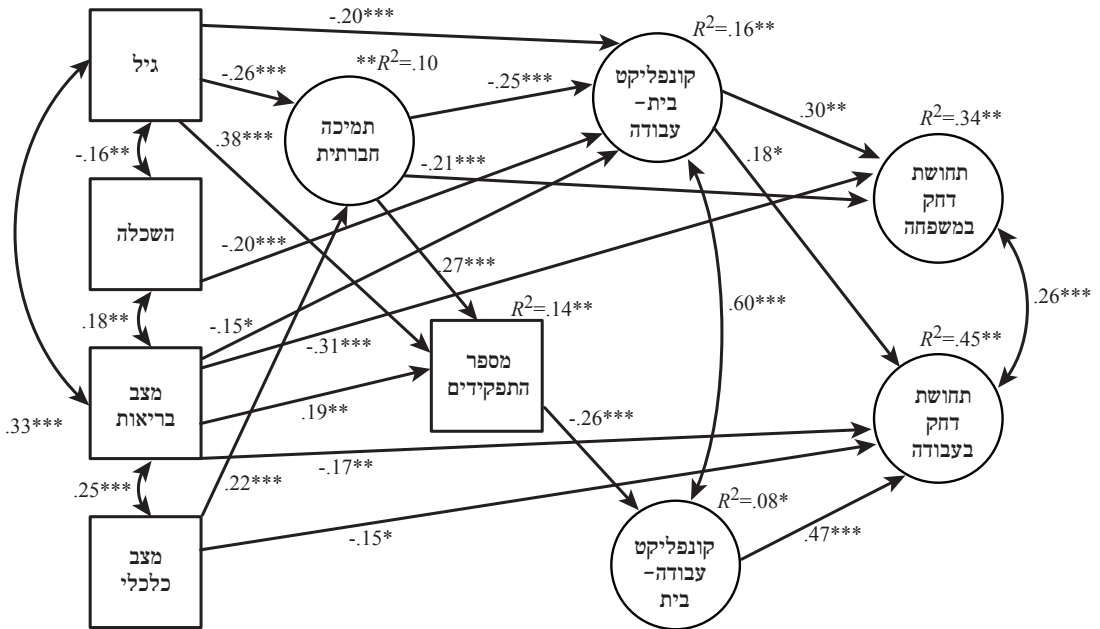 גיל
השכלה
מצב
בריאות
מצב
כלכלי
תמיכה
חברתית
מספר
התפקידים
קונפליקט
בית-
עבודה
קונפליקט
עבודה-
בית
תחושת
דחק
במשפחה
תחושת
דחק
בעבודה
-.20***
-.26***
.38***
-.16**
-.20***
.18**
-.15*
-.31***
.33***
.19**
-.17**
.25***
.22***
-.15*
**R²=.10
-.25***
-.21***
.27***
R²=.14**
-.26***
R²=.16**
.30**
.18*
.60***
R²=.08*
.47***
R²=.34**
.26***
R²=.45**